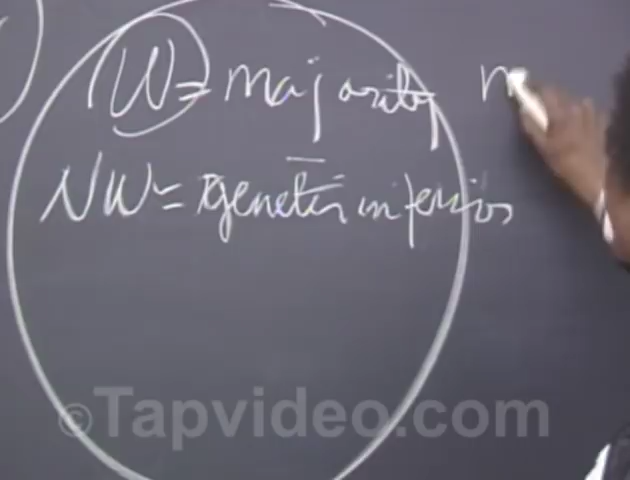 W = majority
NW = genetic inferior
©Tapvideo.com